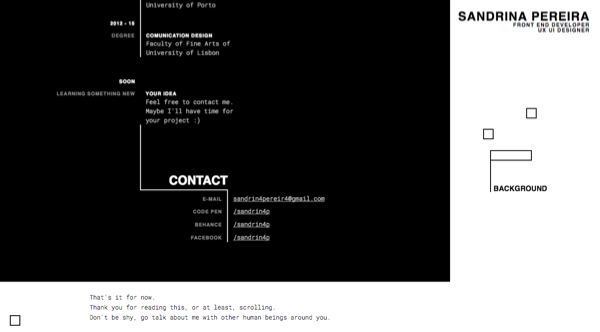 University of Porto
2012 - 15
DEGREE
COMUNICATION DESIGN
Faculty of Fine Arts of
University of Lisbon
SOON
LEARNING SOMETHING NEW
YOUR IDEA
Feel free to contact me.
Maybe I'll have time for
your project :)
CONTACT
E-MAIL
sandrin4pereir4@gmail.com
CODE PEN
/sandrin4p
BEHANCE
/sandrin4p
FACEBOOK
/sandrin4p
SANDRINA PEREIRA
FRONT END DEVELOPER
UX UI DESIGNER
BACKGROUND
That's it for now.
Thank you for reading this, or at least, scrolling.
Don't be shy, go talk about me with other human beings around you.